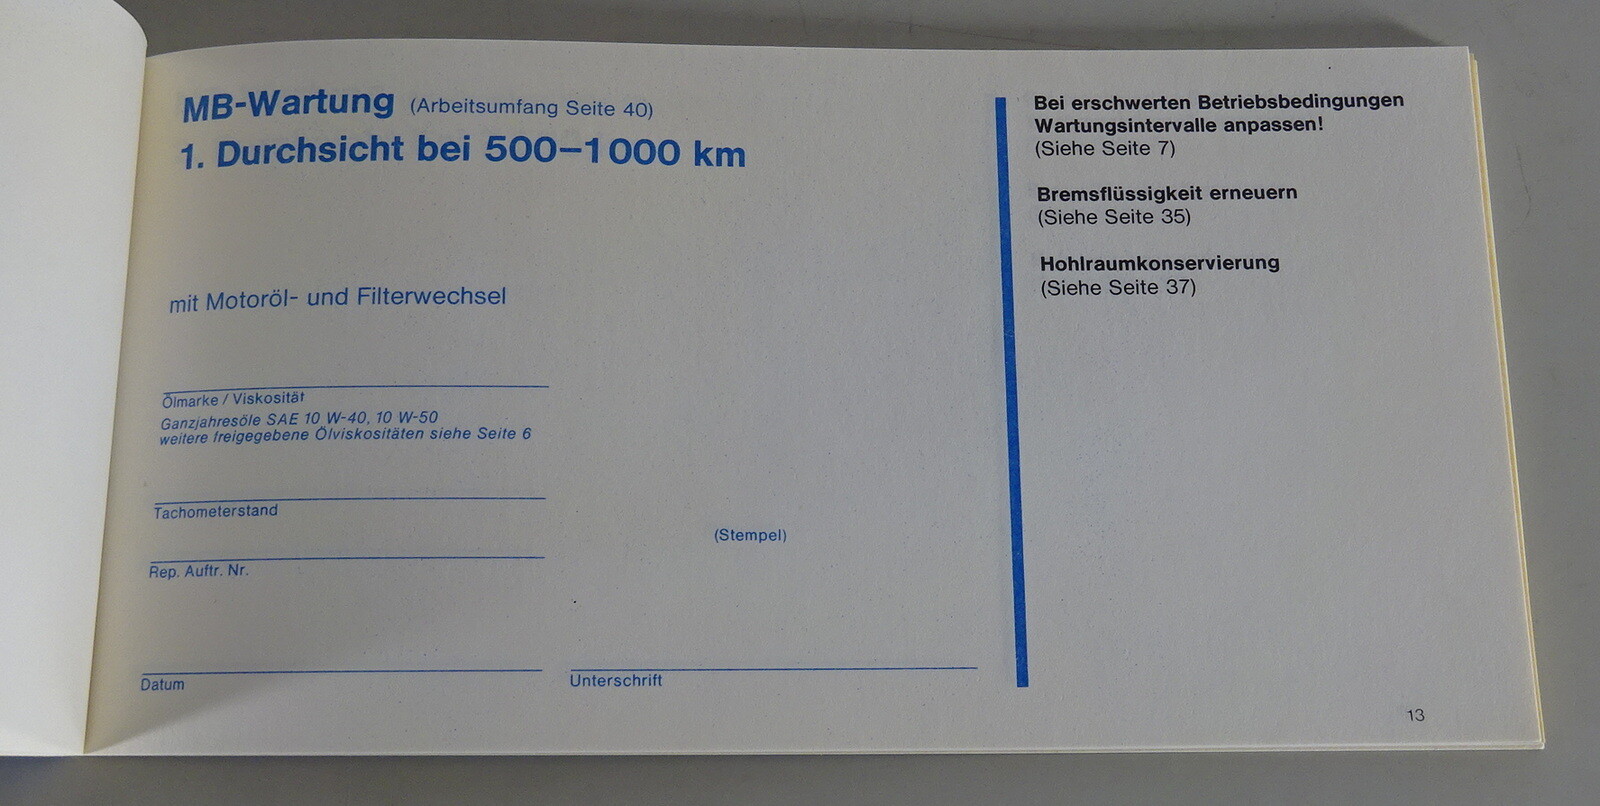 MB-Wartung (Arbeitsumfang Seite 40)
1. Durchsicht bei 500–1000 km
mit Motoröl- und Filterwechsel
Ölmarke / Viskosität
Ganzjahresöle SAE 10 W-40, 10 W-50
weitere freigegebene Ölviskositäten siehe Seite 6
Tachometerstand
Rep. Auftr. Nr.
(Stempel)
Datum
Unterschrift
Bei erschwerten Betriebsbedingungen
Wartungsintervalle anpassen!
(Siehe Seite 7)
Bremsflüssigkeit erneuern
(Siehe Seite 35)
Hohlraumkonservierung
(Siehe Seite 37)
13